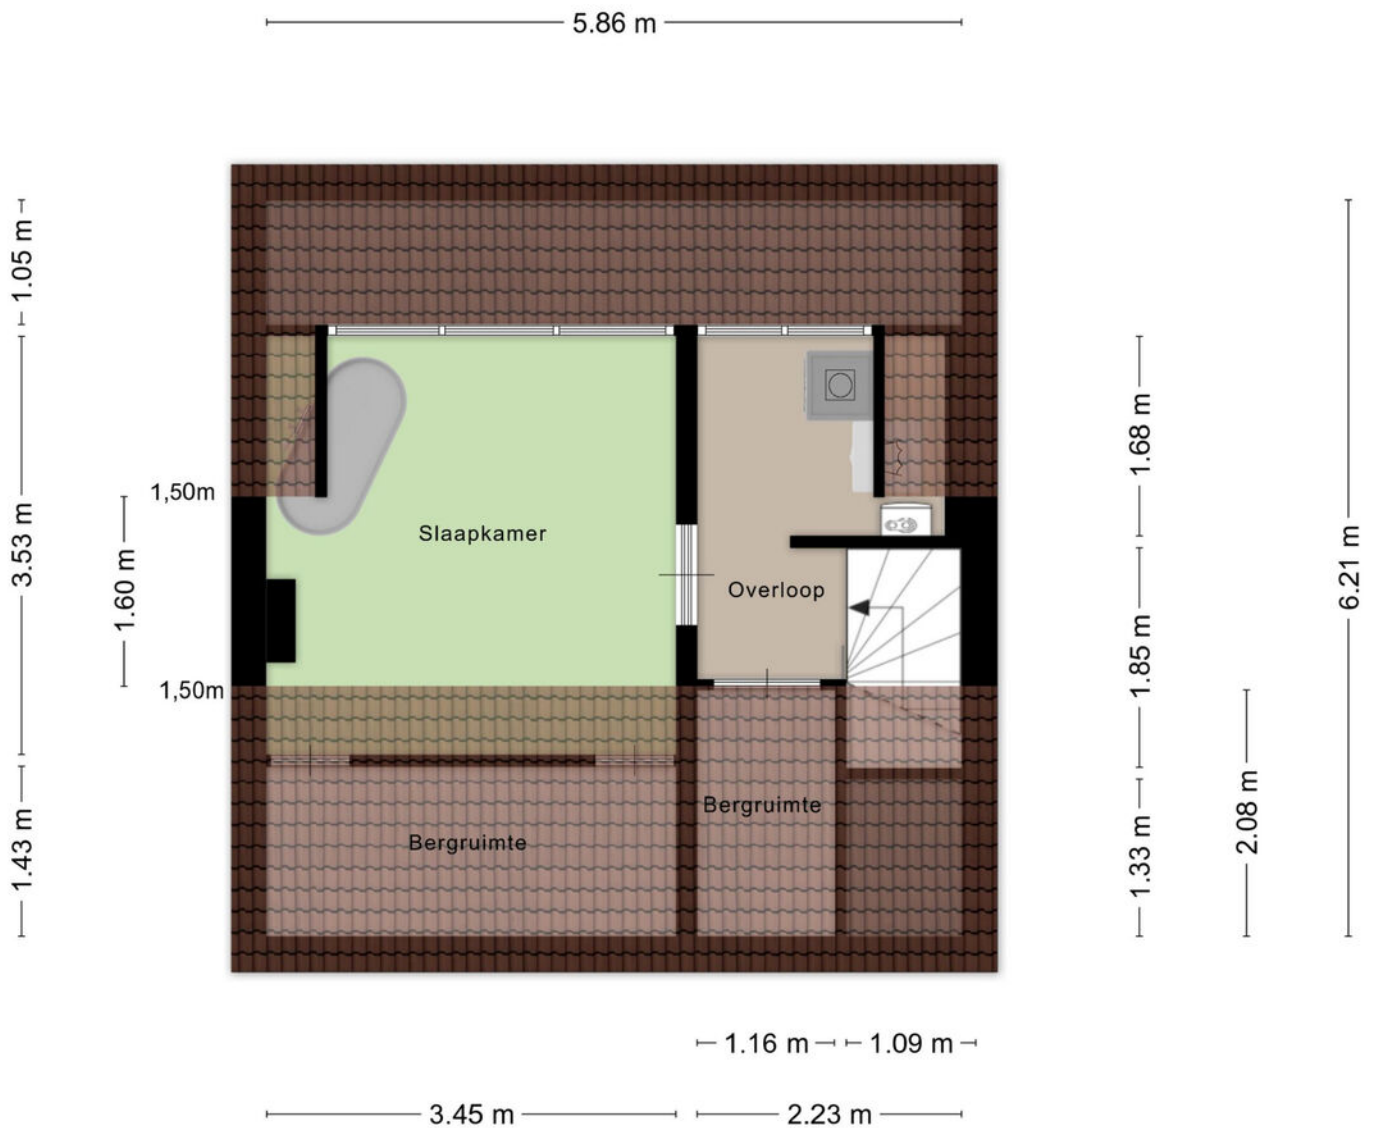 5.86 m
1.05 m
3.53 m
1.43 m
1,50m
1.60 m
1,50m
Slaapkamer
Overloop
Bergruimte
Bergruimte
1.68 m
1.85 m
1.33 m
2.08 m
6.21 m
1.16 m
1.09 m
3.45 m
2.23 m